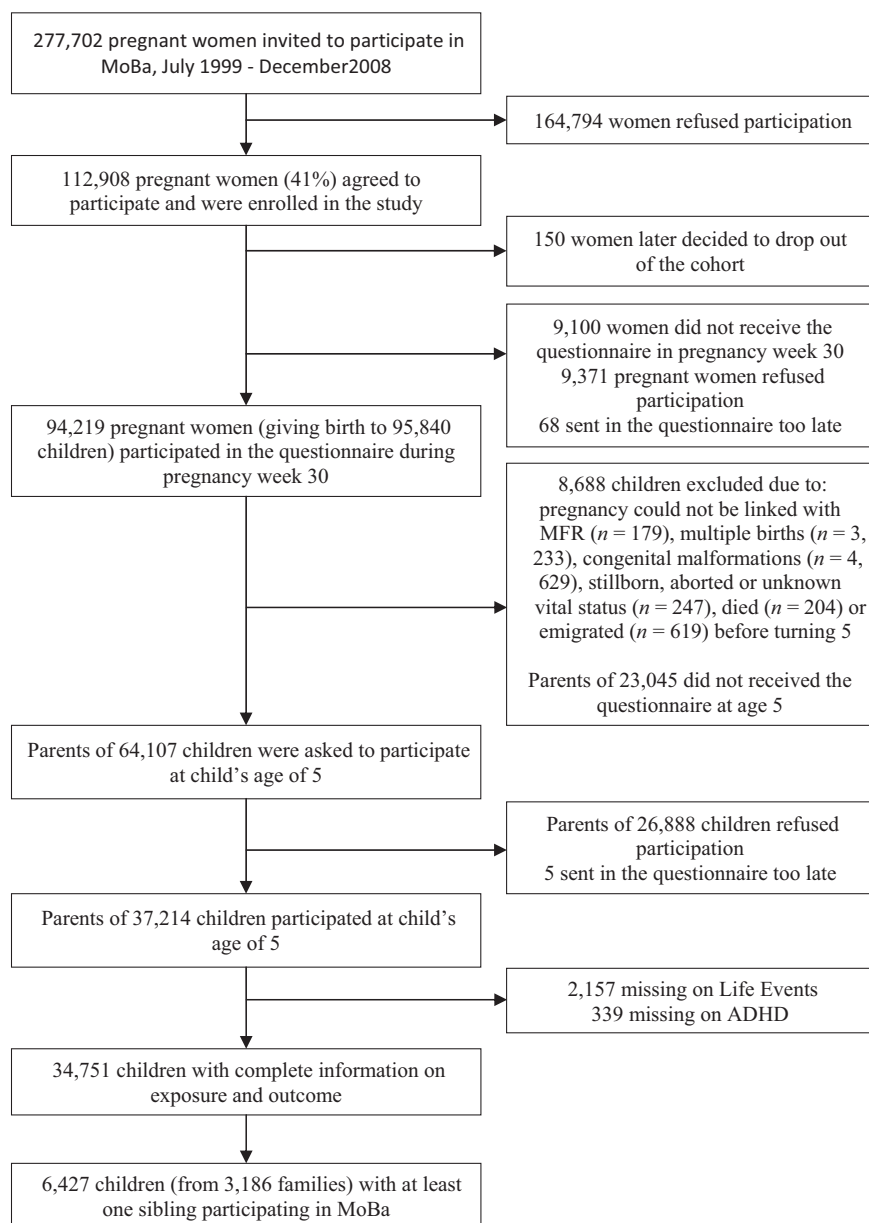 277,702 pregnant women invited to participate in
MoBa, July 1999 - December2008
164,794 women refused participation
112,908 pregnant women (41%) agreed to
participate and were enrolled in the study
150 women later decided to drop out
of the cohort
9,100 women did not receive the
questionnaire in pregnancy week 30
9,371 pregnant women refused
participation
68 sent in the questionnaire too late
94,219 pregnant women (giving birth to 95,840
children) participated in the questionnaire during
pregnancy week 30
8,688 children excluded due to:
pregnancy could not be linked with
MFR (n = 179), multiple births (n = 3,
233), congenital malformations (n = 4,
629), stillborn, aborted or unknown
vital status (n = 247), died (n = 204) or
emigrated (n = 619) before turning 5
Parents of 23,045 did not received the
questionnaire at age 5
Parents of 64,107 children were asked to participate
at child's age of 5
Parents of 26,888 children refused
participation
5 sent in the questionnaire too late
Parents of 37,214 children participated at child's
age of 5
2,157 missing on Life Events
339 missing on ADHD
34,751 children with complete information on
exposure and outcome
6,427 children (from 3,186 families) with at least
one sibling participating in MoBa